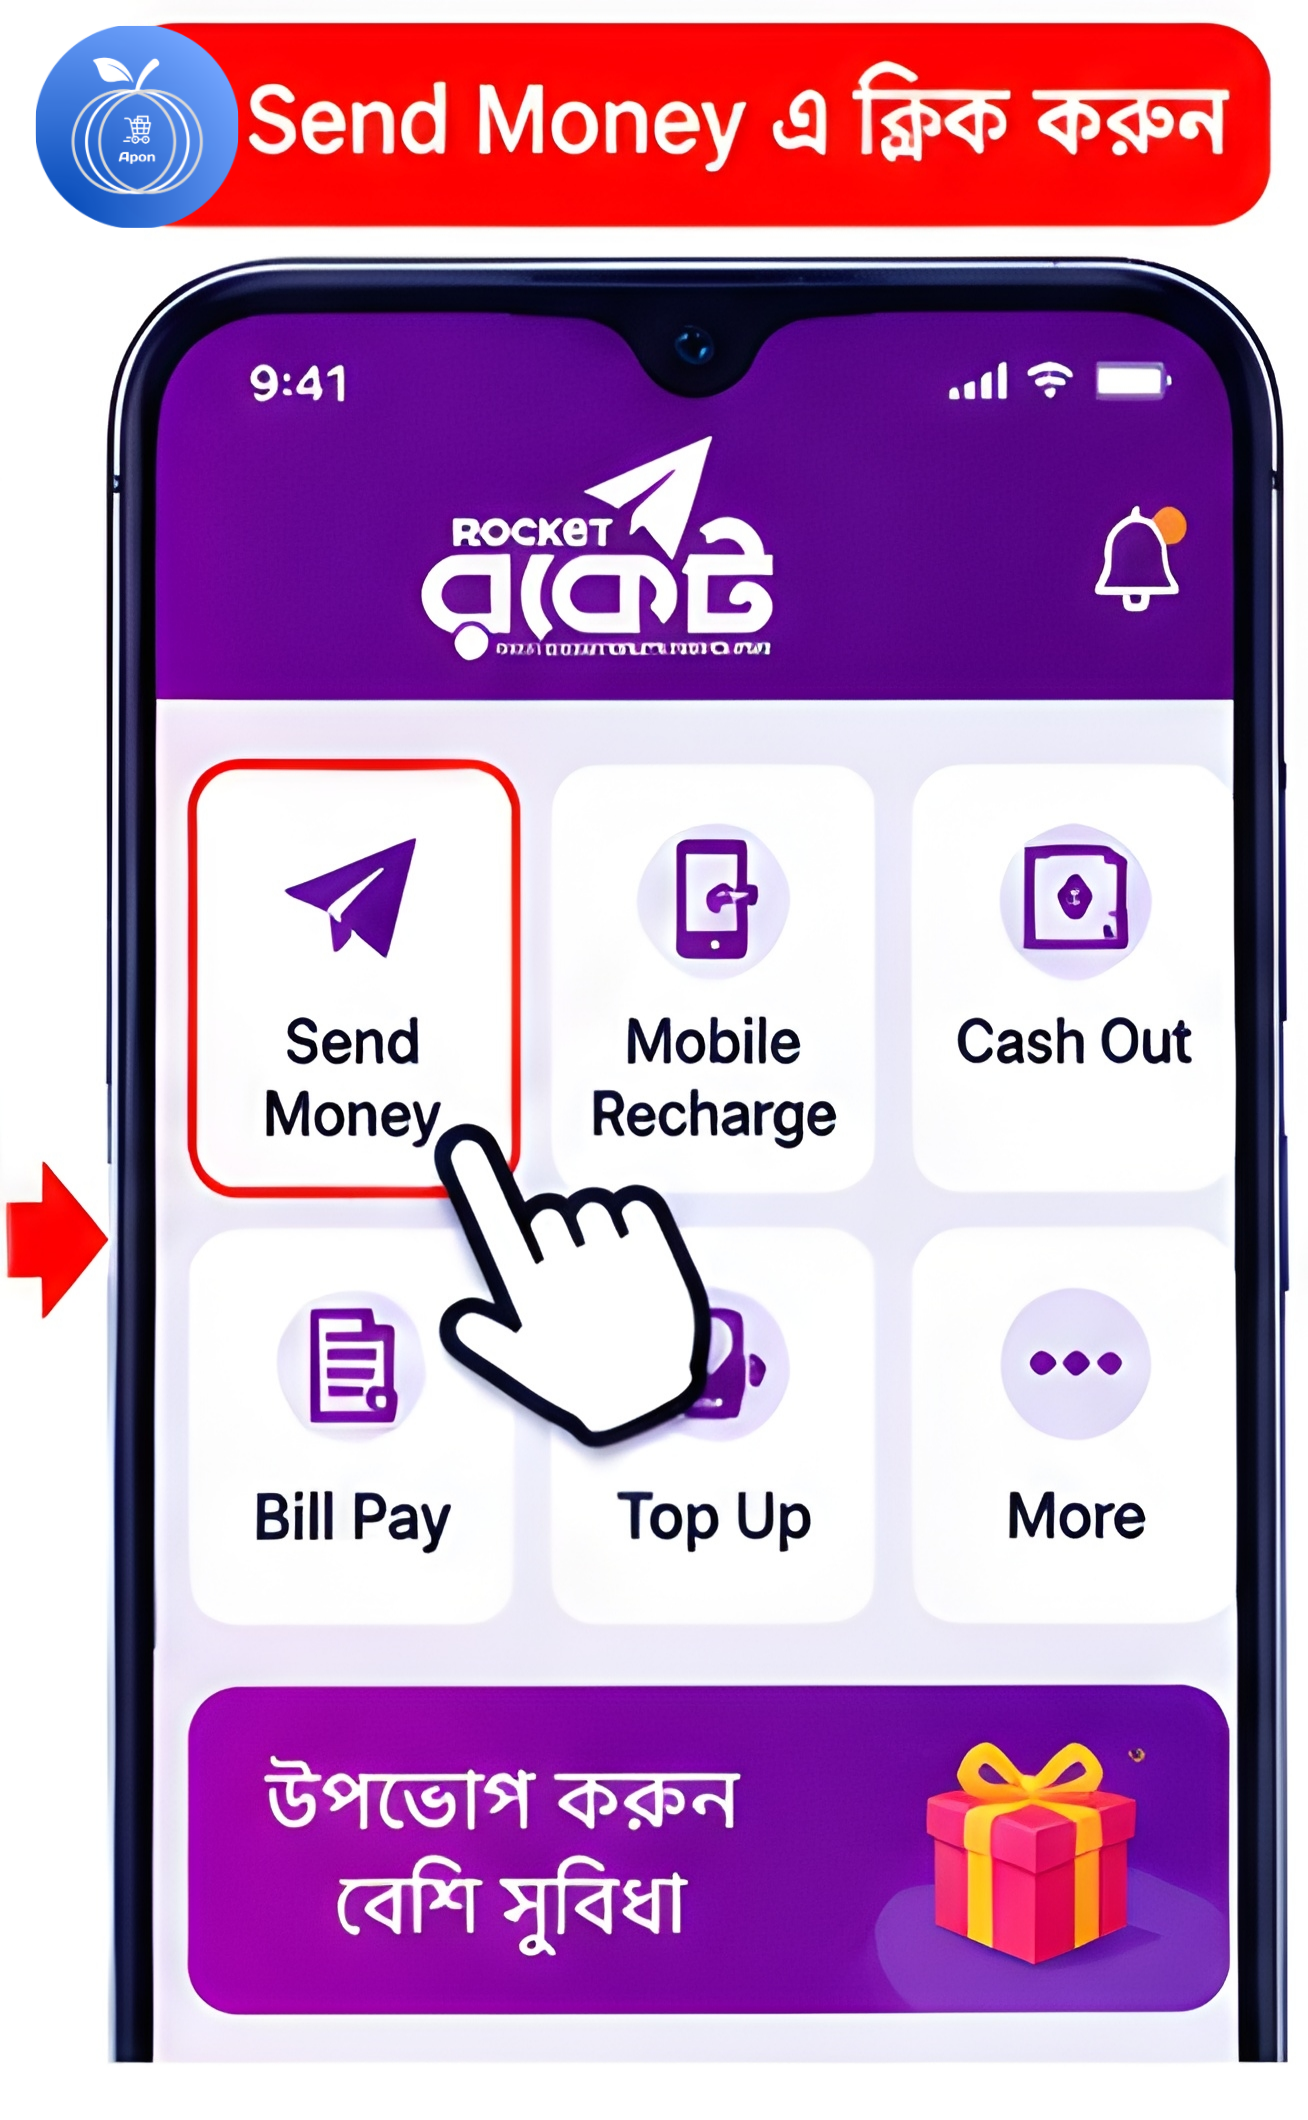 Apon
Send Money এ ক্লিক করুন
9:41
ROCKET
রকেট
Send
Money
Mobile
Recharge
Cash Out
Bill Pay
Top Up
More
উপভোগ করুন
বেশি সুবিধা